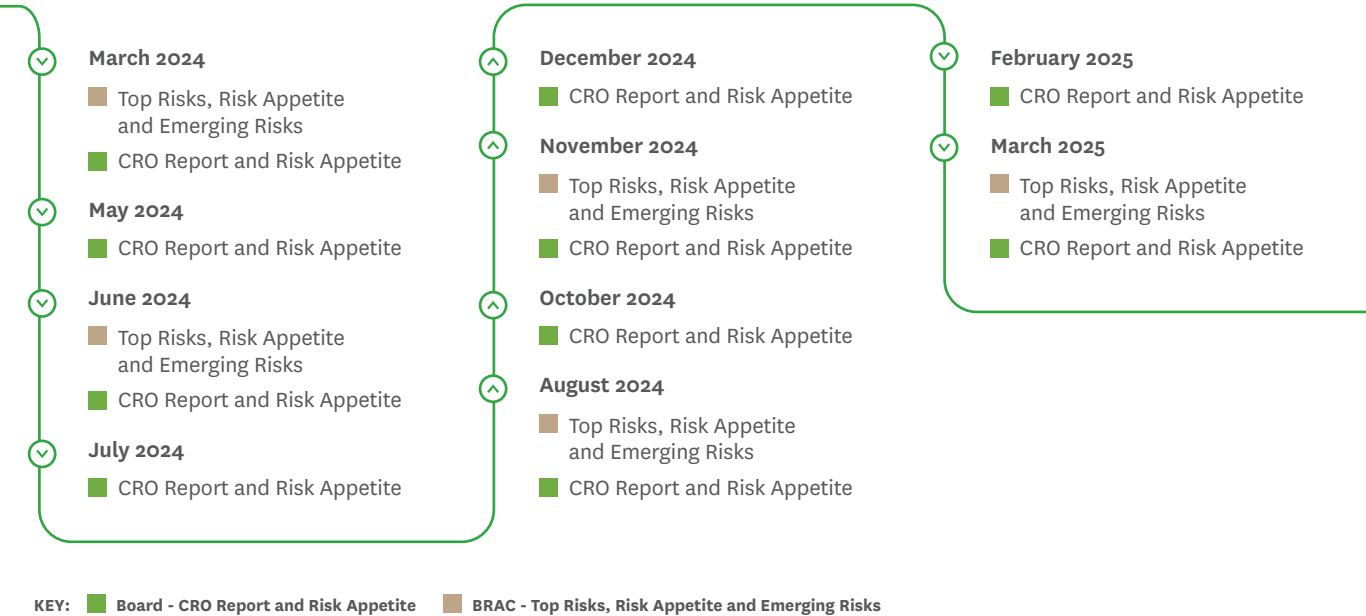 March 2024
Top Risks, Risk Appetite
and Emerging Risks
CRO Report and Risk Appetite
May 2024
CRO Report and Risk Appetite
June 2024
Top Risks, Risk Appetite
and Emerging Risks
CRO Report and Risk Appetite
July 2024
CRO Report and Risk Appetite
December 2024
CRO Report and Risk Appetite
November 2024
Top Risks, Risk Appetite
and Emerging Risks
CRO Report and Risk Appetite
October 2024
CRO Report and Risk Appetite
August 2024
Top Risks, Risk Appetite
and Emerging Risks
CRO Report and Risk Appetite
February 2025
CRO Report and Risk Appetite
March 2025
Top Risks, Risk Appetite
and Emerging Risks
CRO Report and Risk Appetite
KEY: Board - CRO Report and Risk Appetite BRAC - Top Risks, Risk Appetite and Emerging Risks